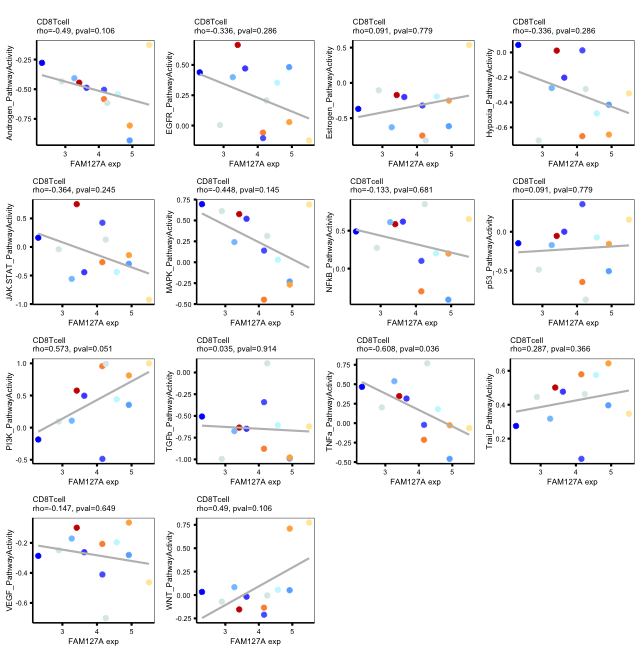 CD8Tcell
rho=-0.49, pval=0.106
Androgen_PathwayActivity
-0.25
-0.50
-0.75
3 4 5
FAM127A exp
CD8Tcell
rho=-0.336, pval=0.286
EGFR_PathwayActivity
0.50
0.25
0.00
3 4 5
FAM127A exp
CD8Tcell
rho=0.091, pval=0.779
Estrogen_PathwayActivity
0.5
0.0
-0.5
3 4 5
FAM127A exp
CD8Tcell
rho=-0.336, pval=0.286
Hypoxia_PathwayActivity
0.0
-0.2
-0.4
-0.6
3 4 5
FAM127A exp
CD8Tcell
rho=-0.364, pval=0.245
JAK-STAT_PathwayActivity
0.5
0.0
-0.5
-1.0
3 4 5
FAM127A exp
CD8Tcell
rho=-0.448, pval=0.145
MAPK_PathwayActivity
0.75
0.50
0.25
0.00
-0.25
-0.50
3 4 5
FAM127A exp
CD8Tcell
rho=-0.133, pval=0.681
NFkB_PathwayActivity
0.5
0.0
3 4 5
FAM127A exp
CD8Tcell
rho=0.091, pval=0.779
p53_PathwayActivity
0.0
-0.5
3 4 5
FAM127A exp
CD8Tcell
rho=0.573, pval=0.051
PI3K_PathwayActivity
1.0
0.5
0.0
-0.5
3 4 5
FAM127A exp
CD8Tcell
rho=0.035, pval=0.914
TGFb_PathwayActivity
0.00
-0.25
-0.50
-0.75
-1.00
3 4 5
FAM127A exp
CD8Tcell
rho=-0.608, pval=0.036
TNFa_PathwayActivity
0.75
0.50
0.25
0.00
-0.25
-0.50
3 4 5
FAM127A exp
CD8Tcell
rho=0.287, pval=0.366
Trail_PathwayActivity
0.6
0.4
0.2
3 4 5
FAM127A exp
CD8Tcell
rho=-0.147, pval=0.649
VEGF_PathwayActivity
-0.2
-0.4
-0.6
3 4 5
FAM127A exp
CD8Tcell
rho=0.49, pval=0.106
WNT_PathwayActivity
0.75
0.50
0.25
0.00
-0.25
3 4 5
FAM127A exp